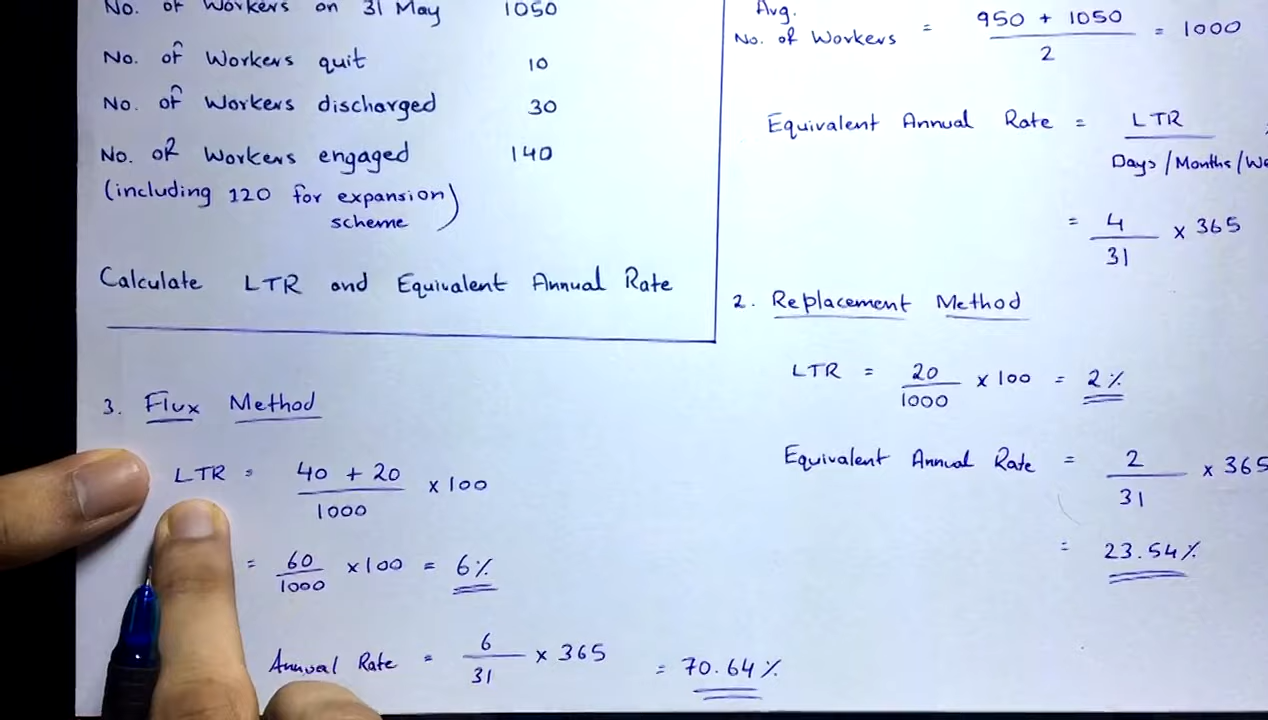 No. of Workers on 31 May 1050
No. of Workers quit 10
No. of Workers discharged 30
No. of Workers engaged 140
(including 120 for expansion
scheme)
Calculate LTR and Equivalent Annual Rate
Avg.
No. of Workers = 950 + 1050 / 2 = 1000
Equivalent Annual Rate = LTR
Days/Months/We
= 4/31 x 365
2. Replacement Method
LTR = 20/1000 x 100 = 2%
Equivalent Annual Rate = 2/31 x 365
= 23.54%
3. Flux Method
LTR = 40 + 20 / 1000 x 100
= 60/1000 x 100 = 6%
Annual Rate = 6/31 x 365 = 70.64%